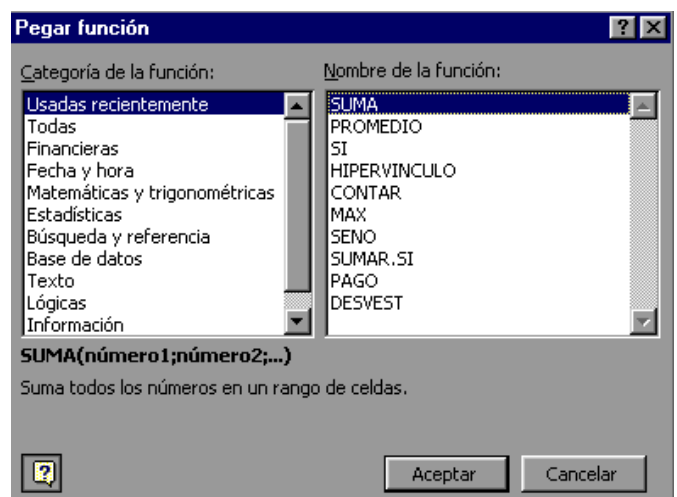 Pegar función
Categoría de la función:
Nombre de la función:
Usadas recientemente
Todas
Financieras
Fecha y hora
Matemáticas y trigonométricas
Estadísticas
Búsqueda y referencia
Base de datos
Texto
Lógicas
Información
SUMA
PROMEDIO
SI
HIPERVINCULO
CONTAR
MAX
SENO
SUMAR.SI
PAGO
DESVEST
SUMA(número1;número2;...)
Suma todos los números en un rango de celdas.
Aceptar
Cancelar